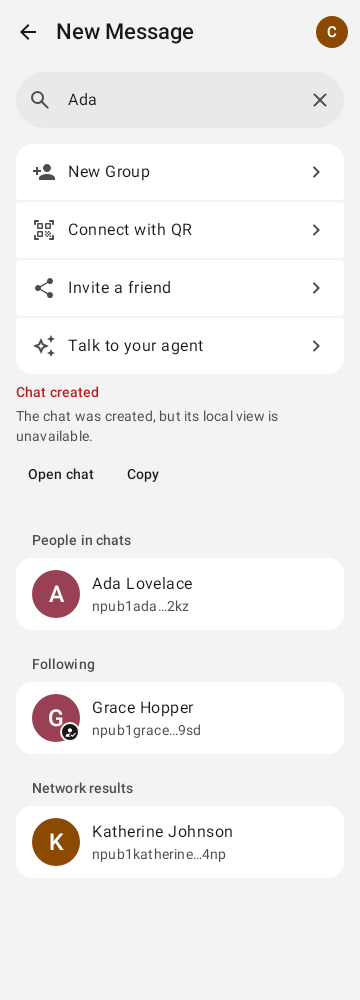 New Message
C
Ada
New Group
Connect with QR
Invite a friend
Talk to your agent
Chat created
The chat was created, but its local view is
unavailable.
Open chat
Copy
People in chats
A
Ada Lovelace
npub1ada…2kz
Following
G
Grace Hopper
npub1grace…9sd
Network results
K
Katherine Johnson
npub1katherine…4np